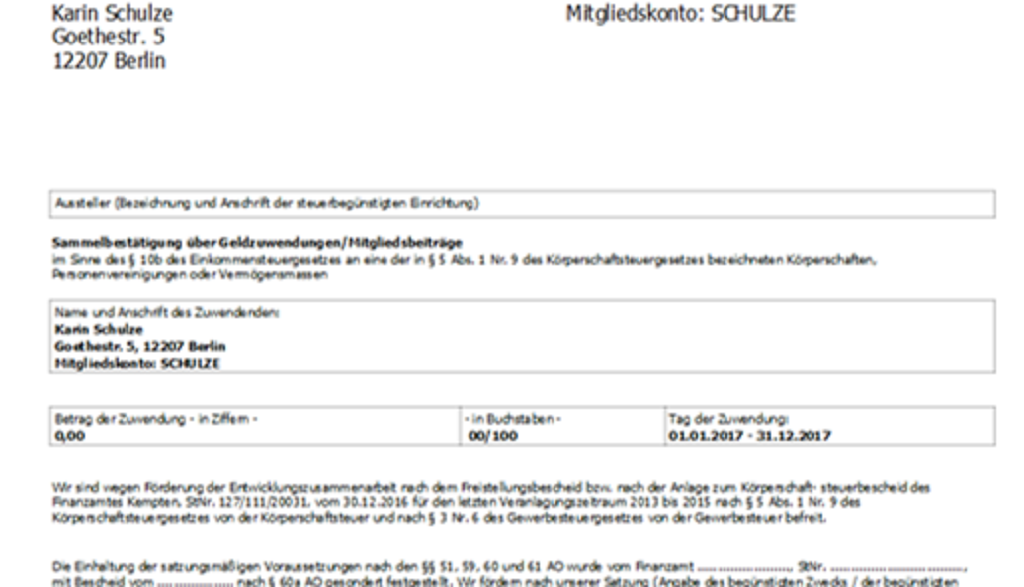 Karin Schulze
Mitgliedskonto: SCHULZE
Goethestr. 5
12207 Berlin
Aussteller (Bezeichnung und Anschrift der steuerbegünstigten Einrichtung)
Sammelbestätigung über Geldzuwendungen/Mitgliedsbeiträge
im Sinne des § 10b des Einkommensteuergesetzes an eine der in § 5 Abs. 1 Nr. 9 des Körperschaftsteuergesetzes bezeichneten Körperschaften,
Personenvereinigungen oder Vermögensmassen
Name und Anschrift des Zuwendenden:
Karin Schulze
Goethestr. 5, 12207 Berlin
Mitgliedskonto: SCHULZE
Betrag der Zuwendung - in Ziffern - - in Buchstaben - Tag der Zuwendung:
0,00 00/100 01.01.2017 - 31.12.2017
Wir sind wegen Förderung der Entwicklungszusammenarbeit nach dem Freistellungsbescheid bzw. nach der Anlage zum Körperschaft- steuerbescheid des
Finanzamtes Kempten, StNr. 127/111/20031, vom 30.12.2016 für den letzten Veranlagungszeitraum 2013 bis 2015 nach § 5 Abs. 1 Nr. 9 des
Körperschaftsteuergesetzes von der Körperschaftsteuer und nach § 3 Nr. 6 des Gewerbesteuergesetzes von der Gewerbesteuer befreit.
Die Einhaltung der satzungsmäßigen Voraussetzungen nach den §§ 51, 59, 60 und 61 AO wurde vom Finanzamt ...................., StNr. ............................,
mit Bescheid vom ................ nach § 60a AO gesondert festgestellt. Wir fördern nach unserer Satzung (Angabe des begünstigten Zwecks / der begünstigten